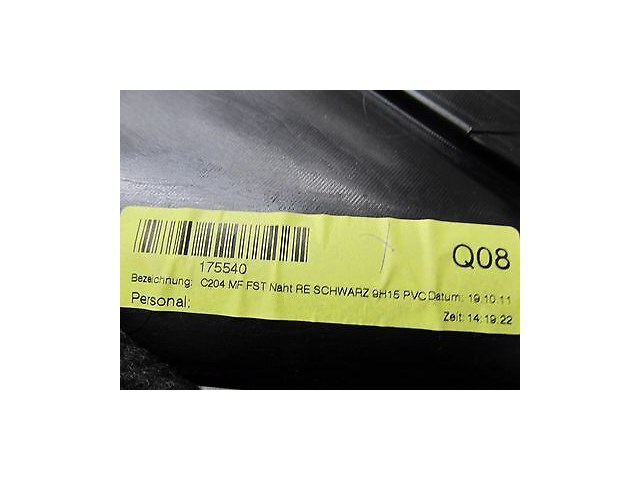 175540
Q08
Bezeichnung: C204 MF FST Naht RE SCHWARZ 9H15 PVC Datum: 19.10.11
Personal: Zeit: 14.19.22